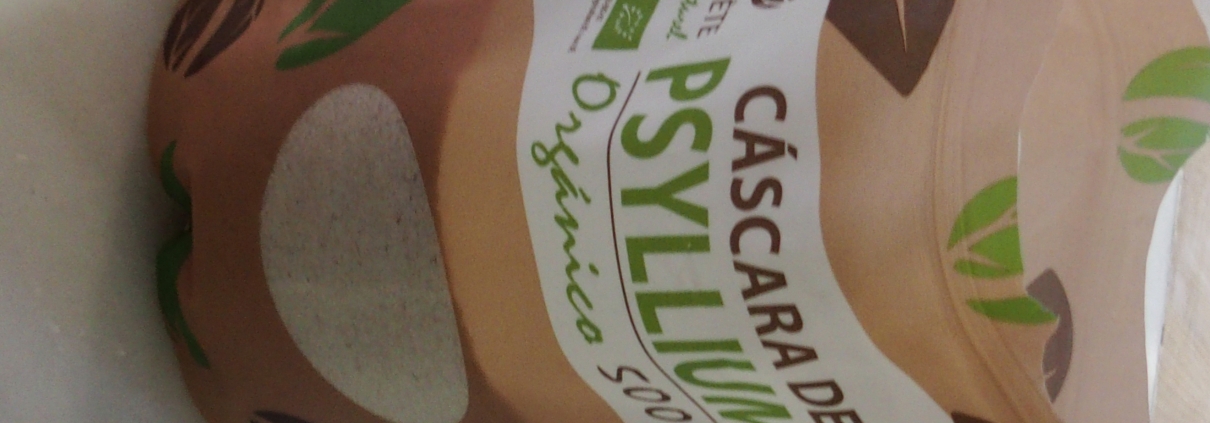 CÁSCARA DE
PSYLLIUM
Orgánico 500